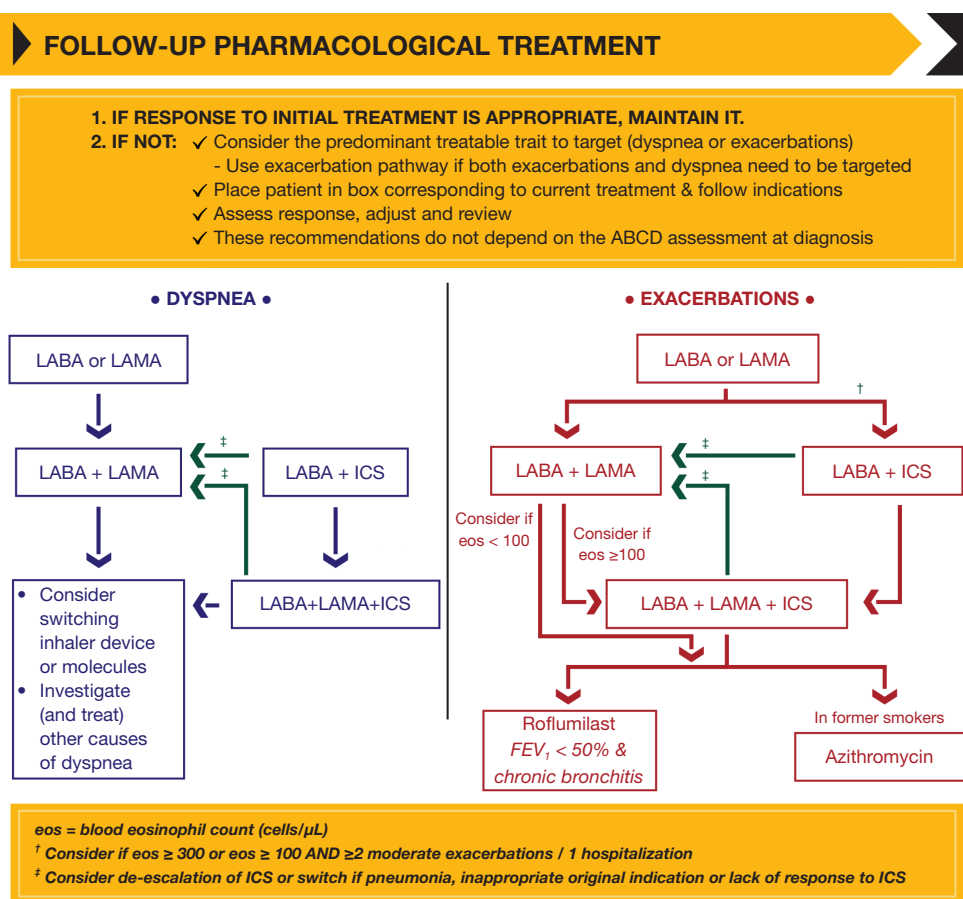 FOLLOW-UP PHARMACOLOGICAL TREATMENT
1. IF RESPONSE TO INITIAL TREATMENT IS APPROPRIATE, MAINTAIN IT.
2. IF NOT: ✓ Consider the predominant treatable trait to target (dyspnea or exacerbations)
- Use exacerbation pathway if both exacerbations and dyspnea need to be targeted
✓ Place patient in box corresponding to current treatment & follow indications
✓ Assess response, adjust and review
✓ These recommendations do not depend on the ABCD assessment at diagnosis
• DYSPNEA •
LABA or LAMA
‡
LABA + LAMA
LABA + ICS
‡
• Consider
switching
inhaler device
or molecules
• Investigate
(and treat)
other causes
of dyspnea
LABA+LAMA+ICS
• EXACERBATIONS •
LABA or LAMA
†
‡
LABA + LAMA
LABA + ICS
‡
Consider if
eos < 100
Consider if
eos ≥100
LABA + LAMA + ICS
Roflumilast
FEV₁ < 50% &
chronic bronchitis
In former smokers
Azithromycin
eos = blood eosinophil count (cells/µL)
† Consider if eos ≥ 300 or eos ≥ 100 AND ≥2 moderate exacerbations / 1 hospitalization
‡ Consider de-escalation of ICS or switch if pneumonia, inappropriate original indication or lack of response to ICS